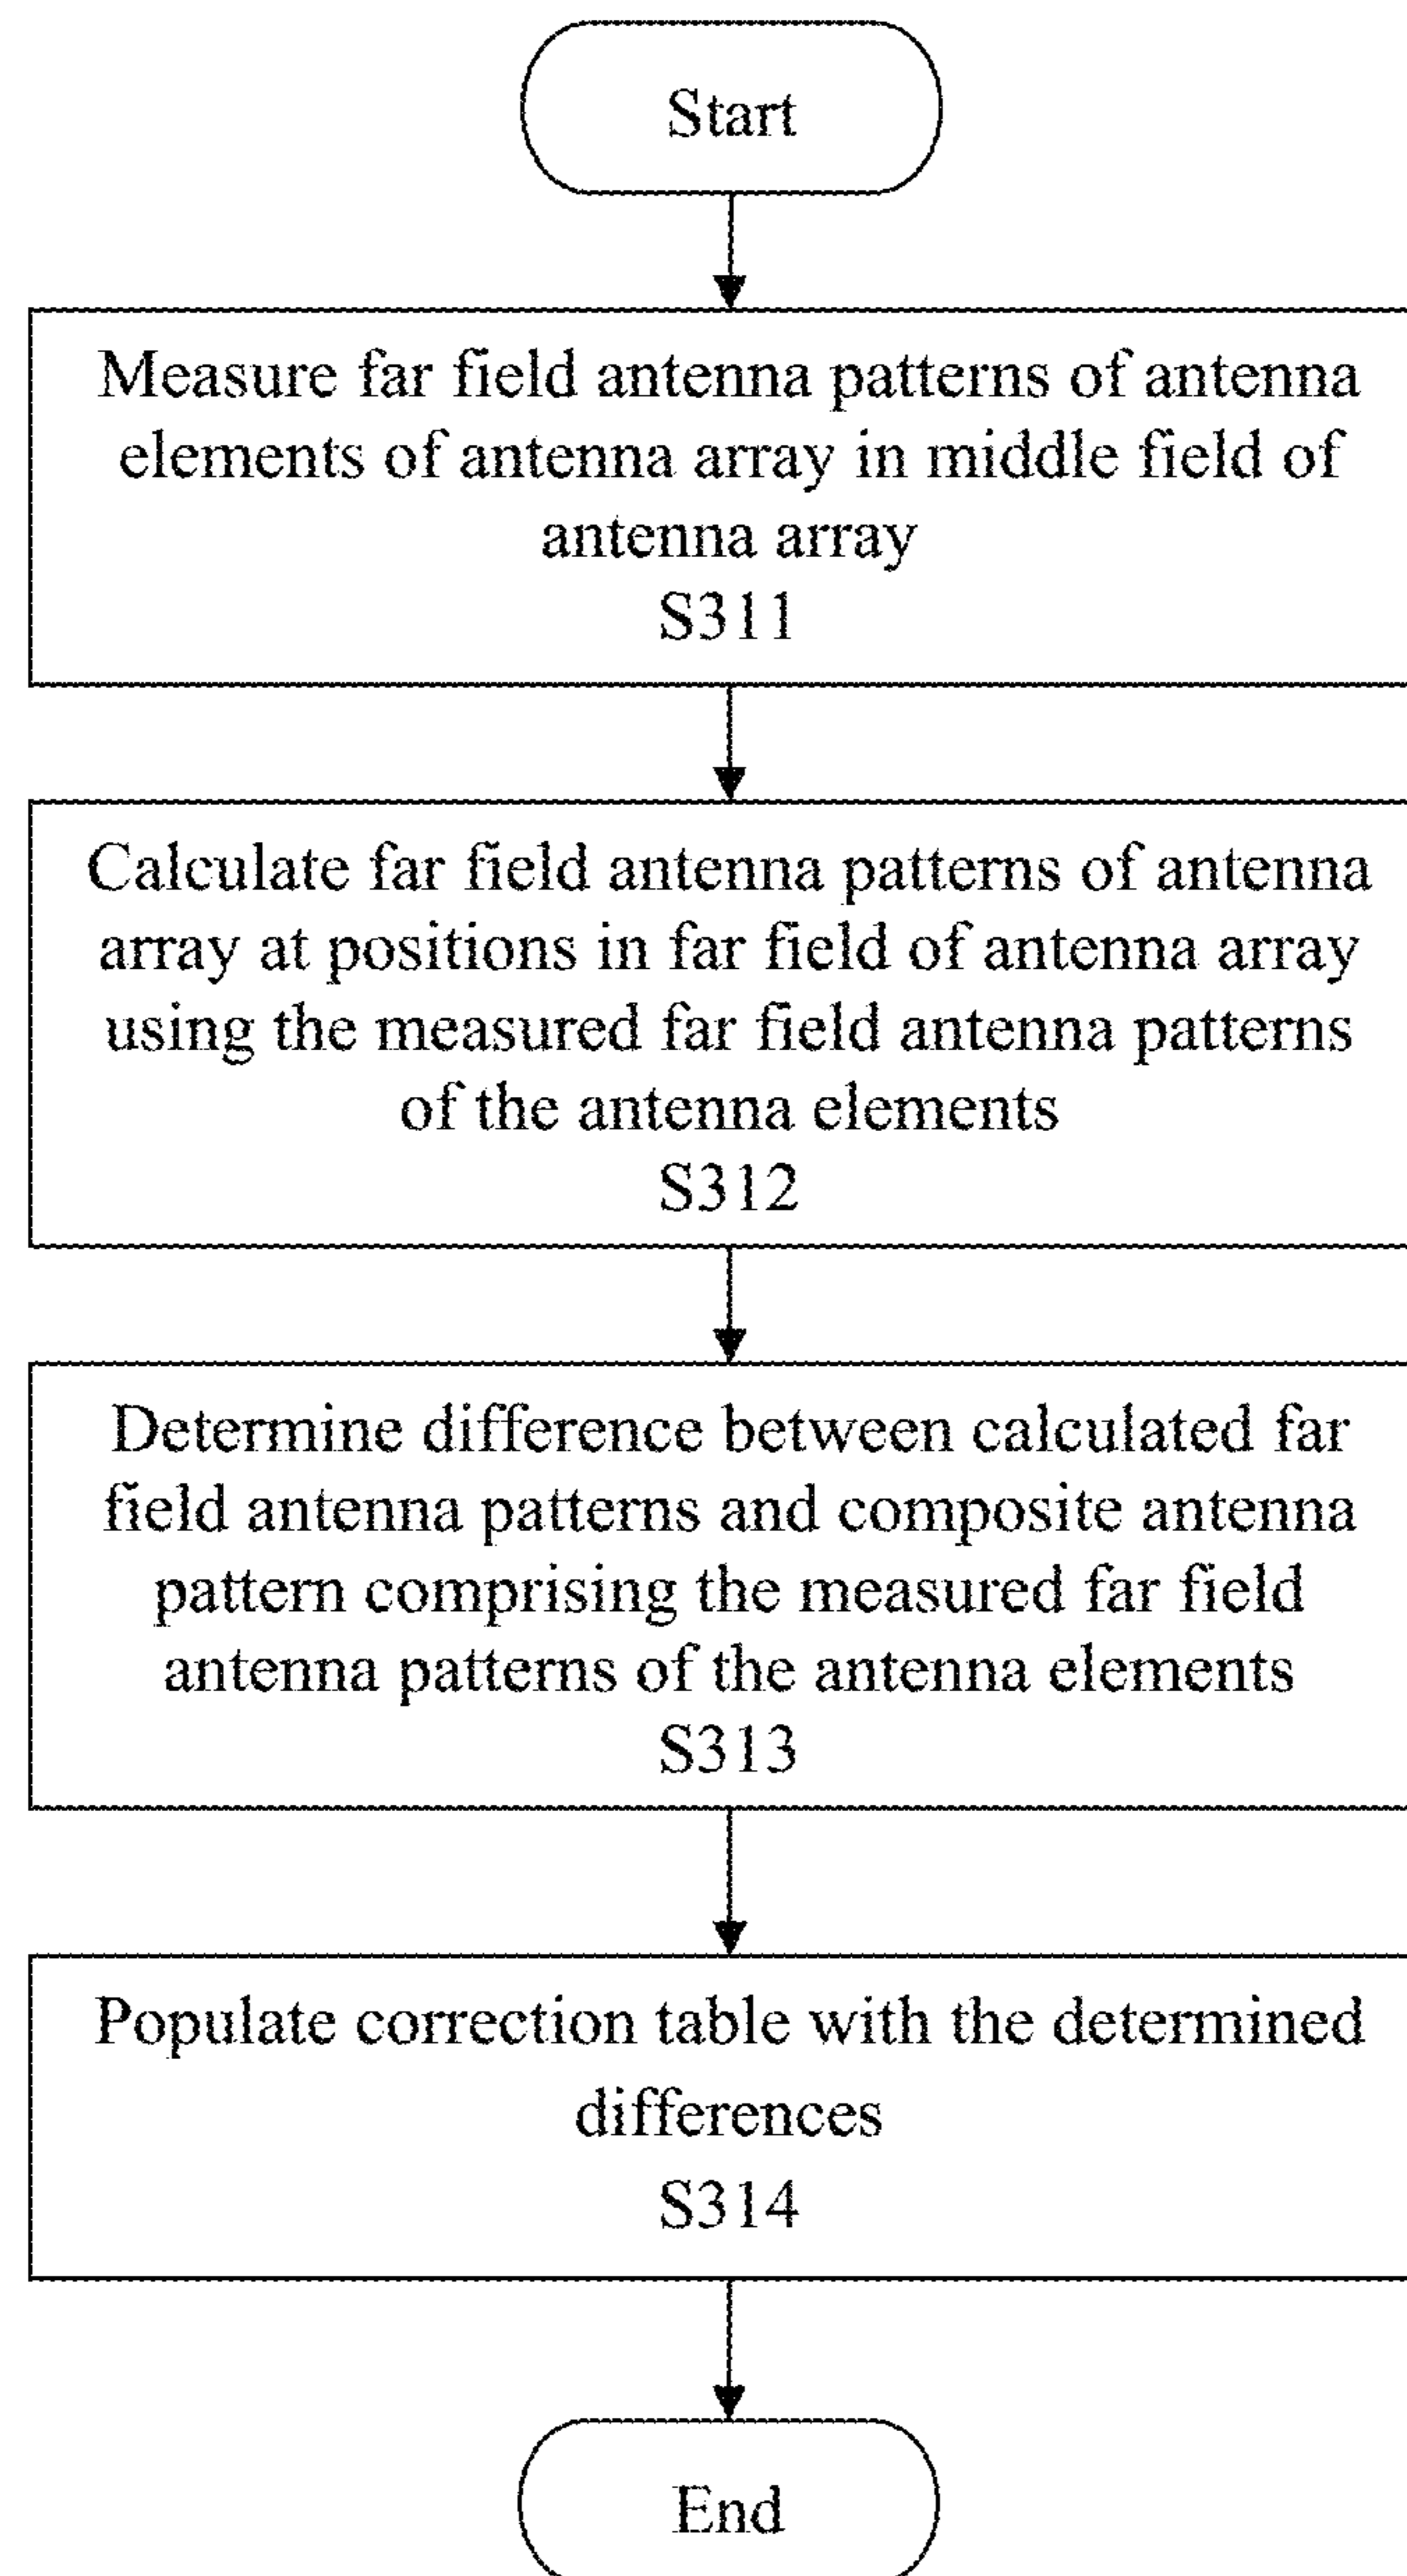 Start
Measure far field antenna patterns of antenna
elements of antenna array in middle field of
antenna array
S311
Calculate far field antenna patterns of antenna
array at positions in far field of antenna array
using the measured far field antenna patterns
of the antenna elements
S312
Determine difference between calculated far
field antenna patterns and composite antenna
pattern comprising the measured far field
antenna patterns of the antenna elements
S313
Populate correction table with the determined
differences
S314
End